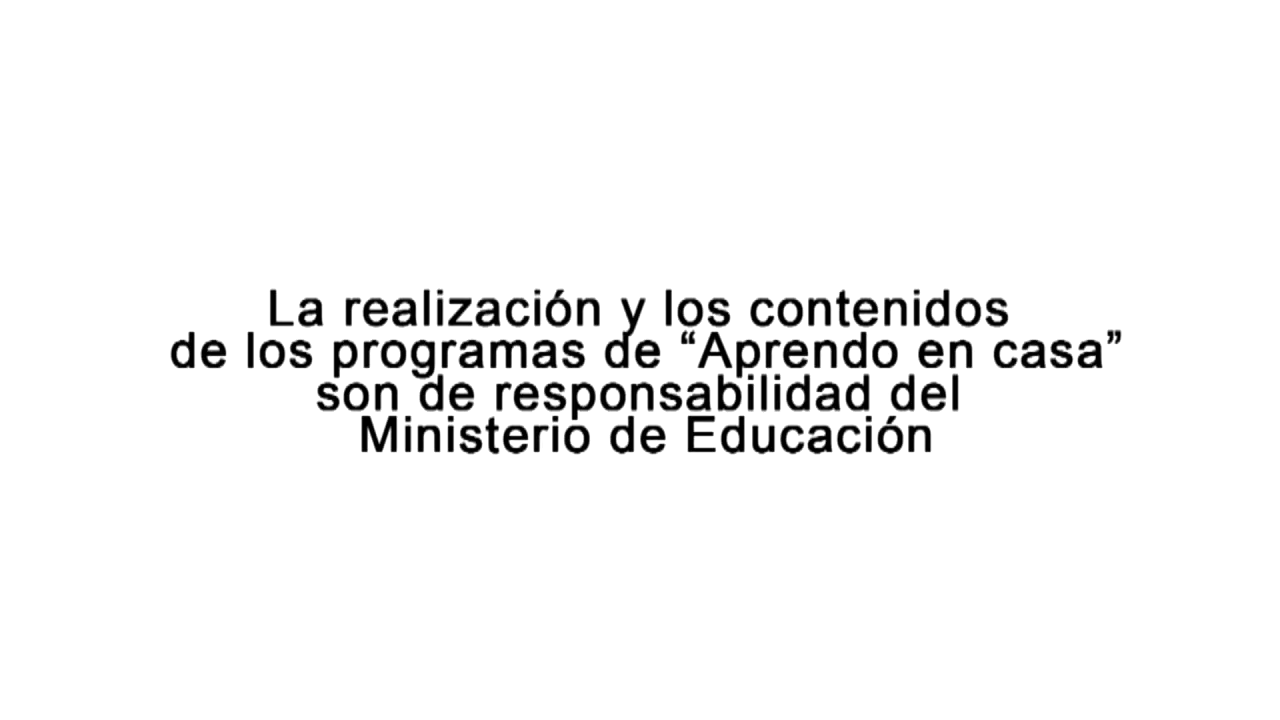 La realización y los contenidos
de los programas de “Aprendo en casa”
son de responsabilidad del
Ministerio de Educación